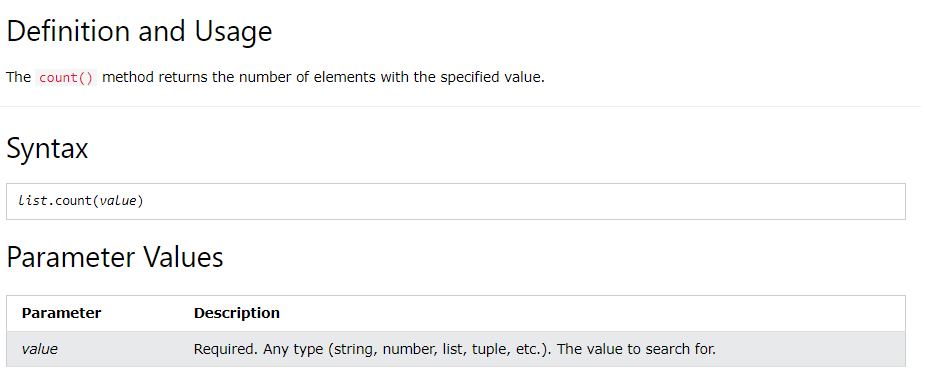 Definition and Usage
The count() method returns the number of elements with the specified value.
Syntax
list.count(value)
Parameter Values
Parameter Description
value Required. Any type (string, number, list, tuple, etc.). The value to search for.